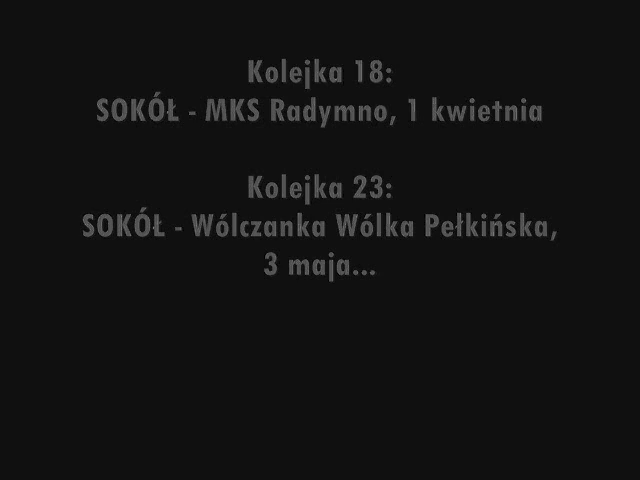 Kolejka 18:
SOKÓŁ - MKS Radymno, 1 kwietnia
Kolejka 23:
SOKÓŁ - Wólczanka Wólka Pełkińska,
3 maja...